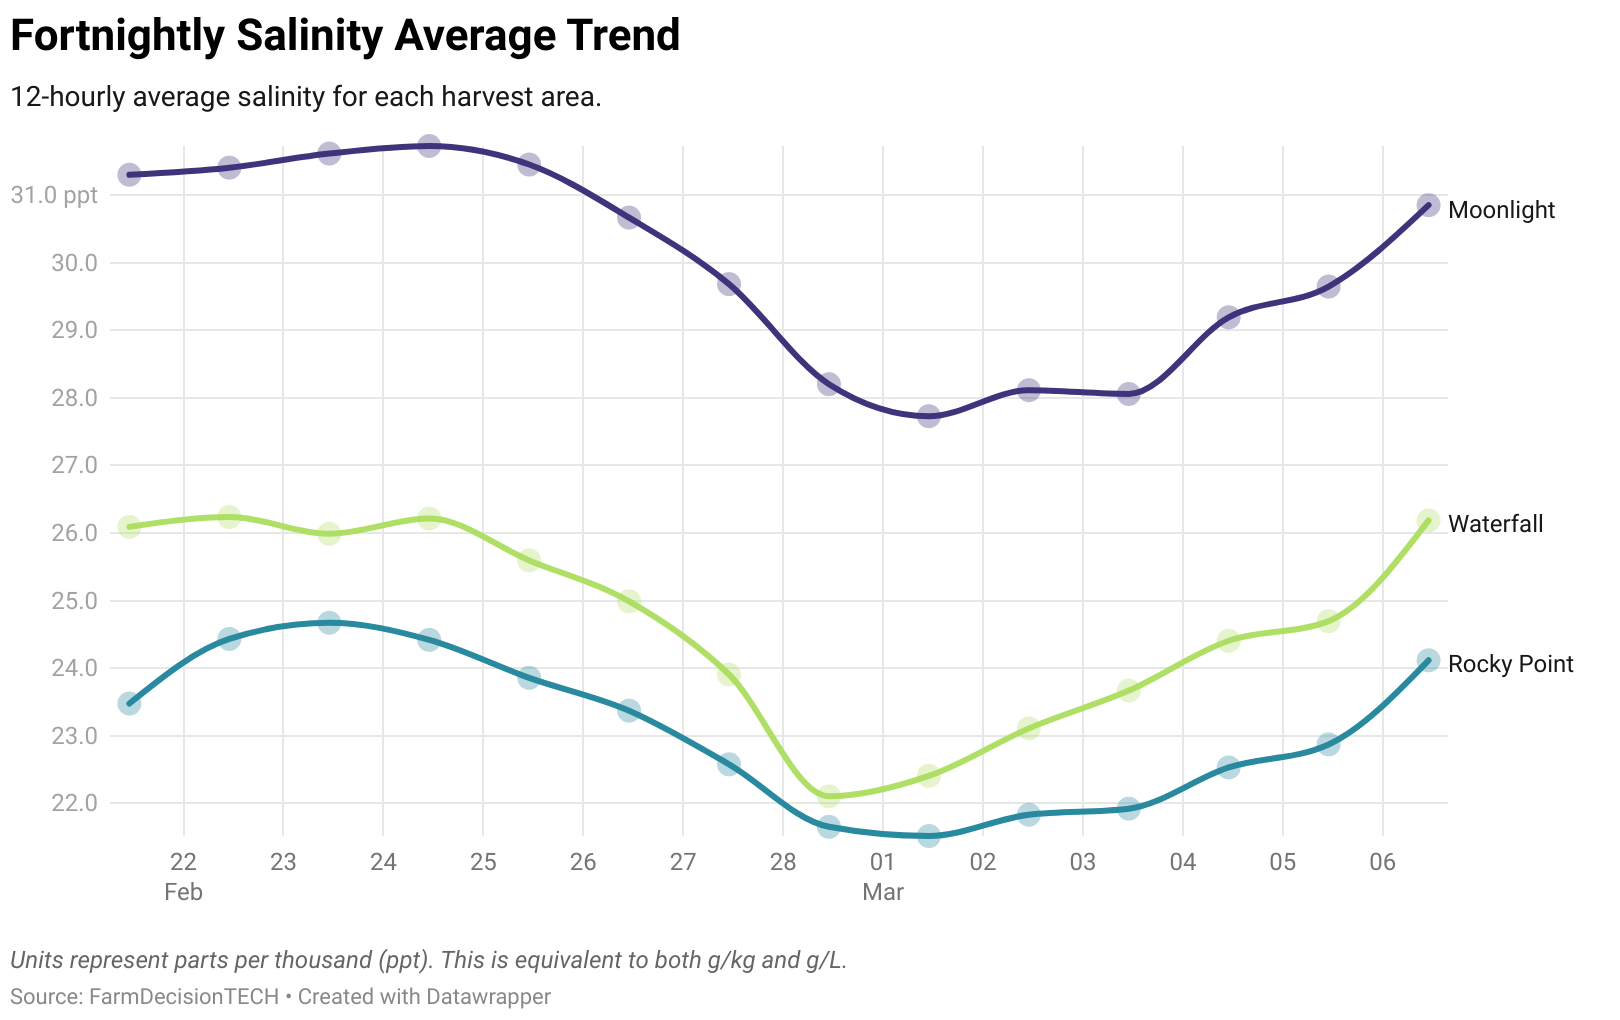 Fortnightly Salinity Average Trend
12-hourly average salinity for each harvest area.
31.0 ppt
30.0
29.0
28.0
27.0
26.0
25.0
24.0
23.0
22.0
Moonlight
Waterfall
Rocky Point
22 23 24 25 26 27 28 01 02 03 04 05 06
Feb Mar
Units represent parts per thousand (ppt). This is equivalent to both g/kg and g/L.
Source: FarmDecisionTECH • Created with Datawrapper